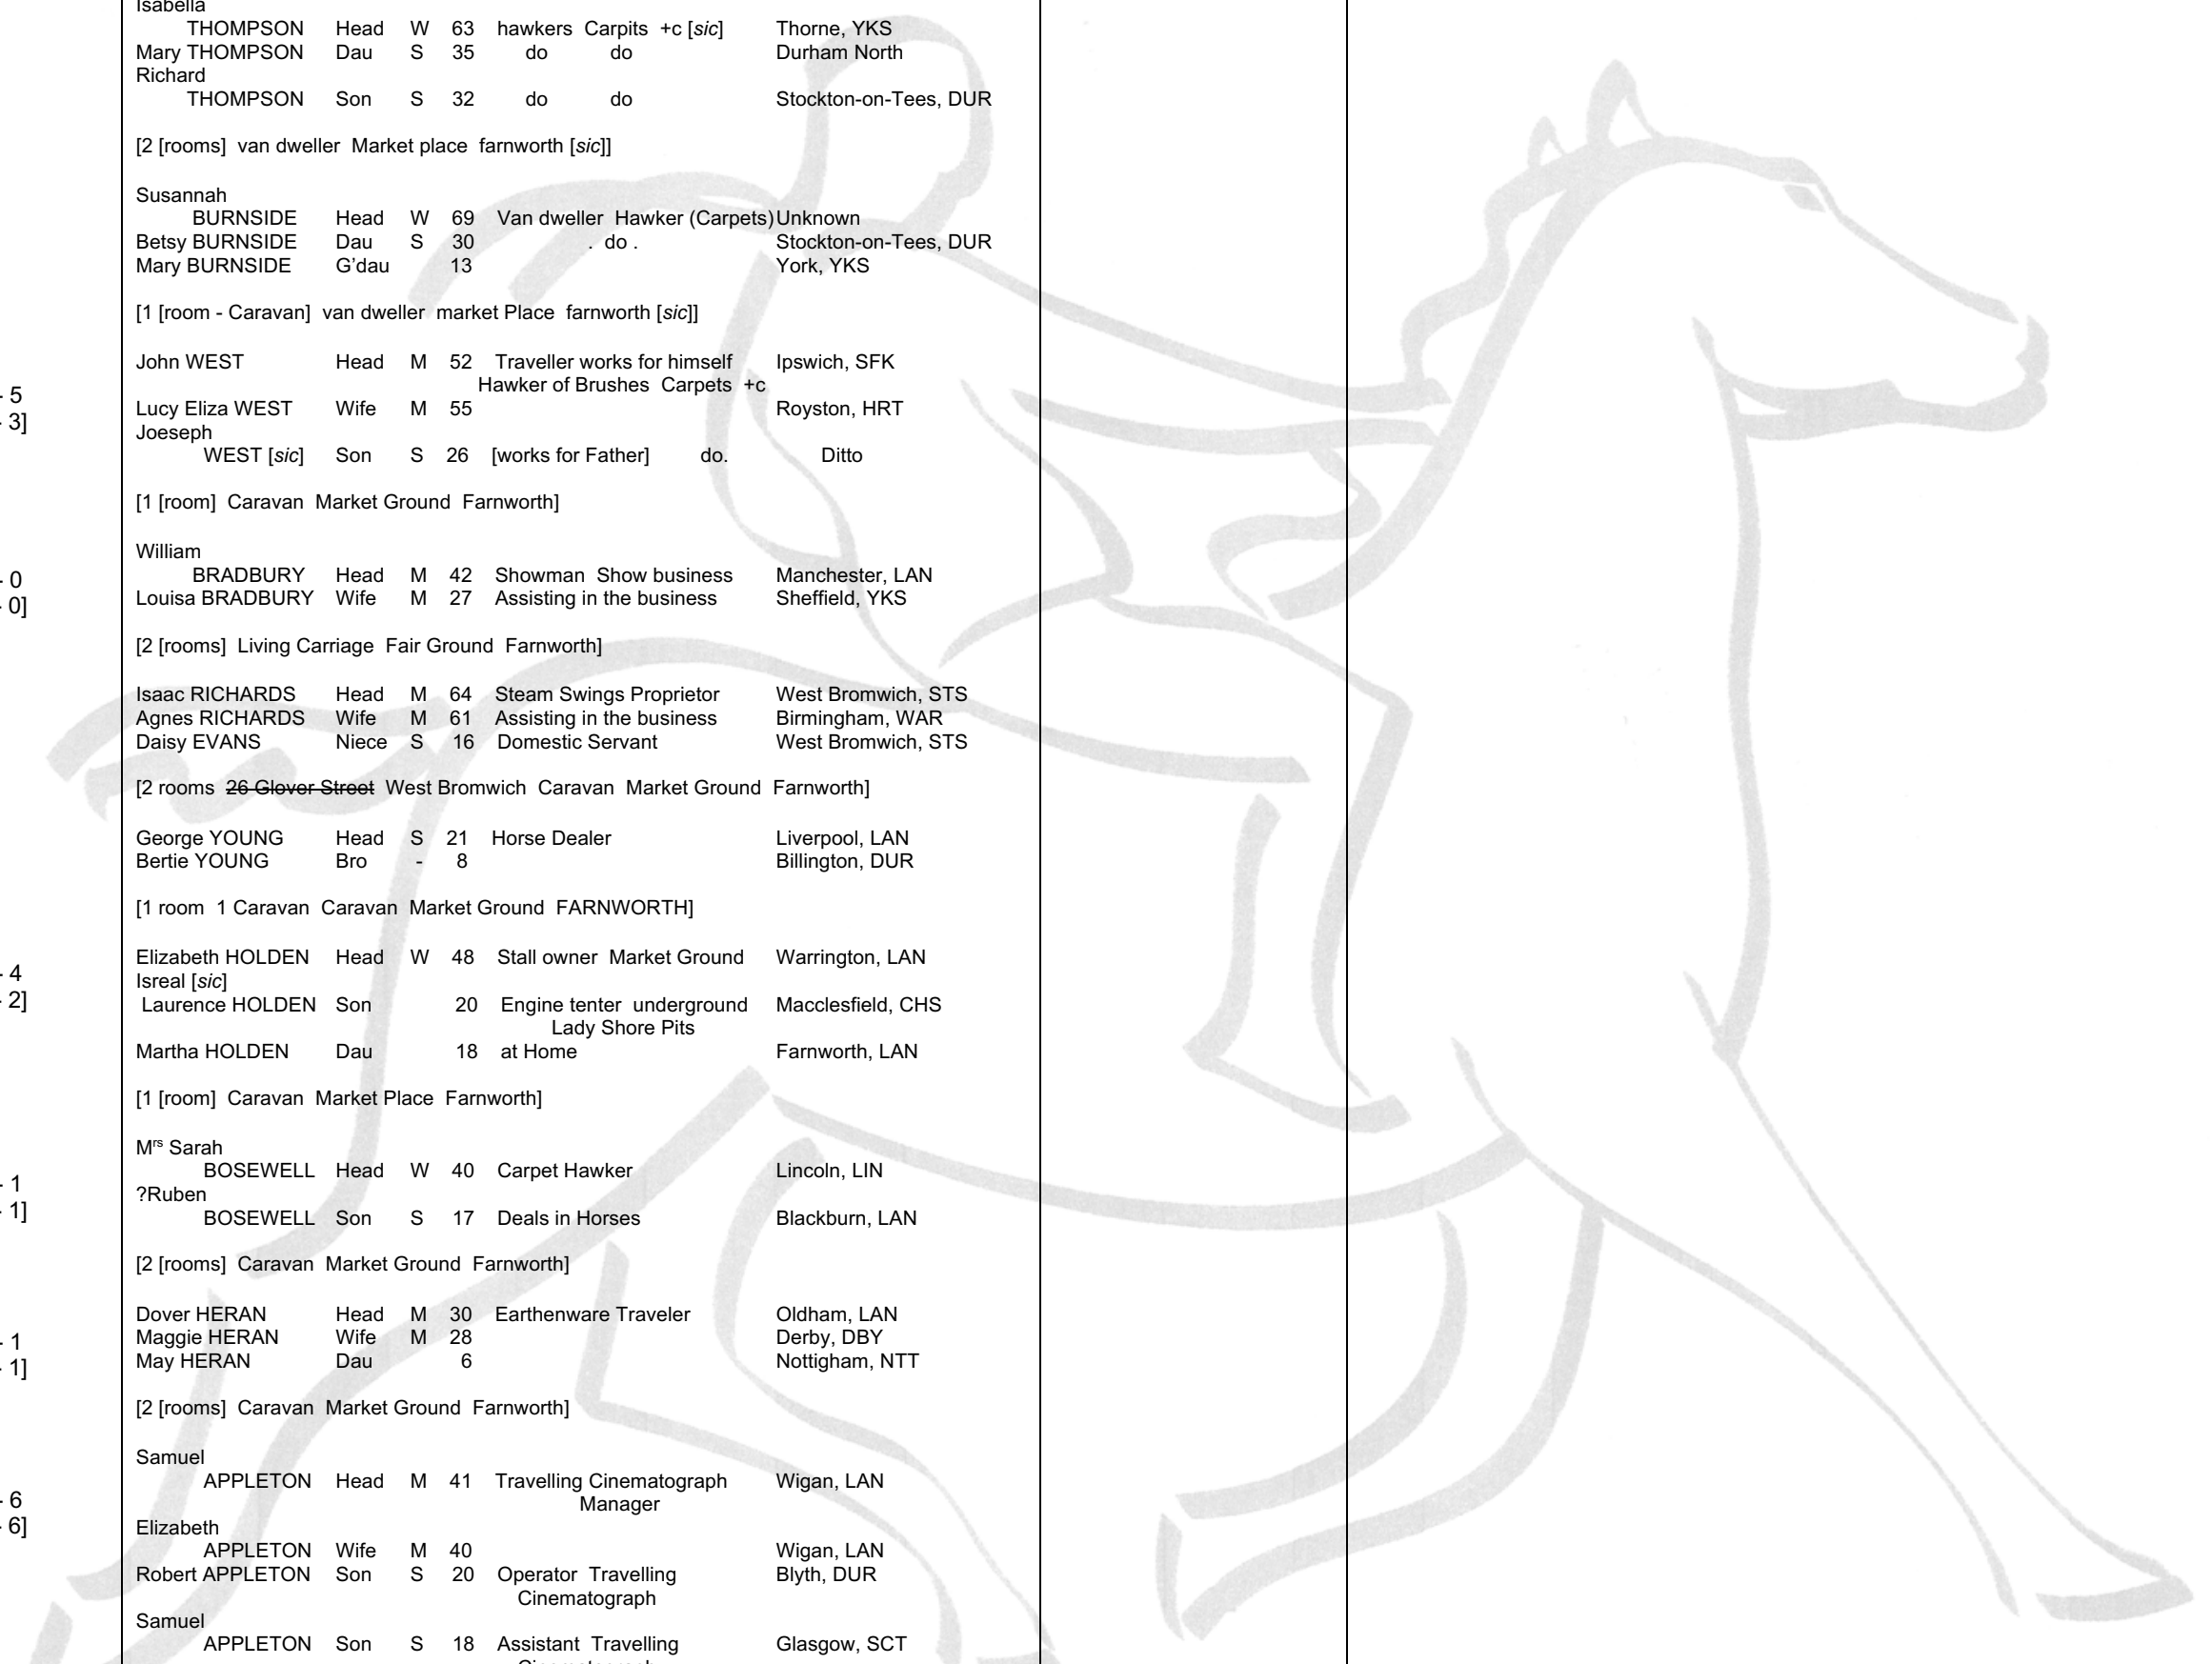 Isabella
THOMPSON Head W 63 hawkers Carpits +c [sic] Thorne, YKS
Mary THOMPSON Dau S 35 do do Durham North
Richard
THOMPSON Son S 32 do do Stockton-on-Tees, DUR
[2 [rooms] van dweller Market place farnworth [sic]]
Susannah
BURNSIDE Head W 69 Van dweller Hawker (Carpets) Unknown
Betsy BURNSIDE Dau S 30 . do . Stockton-on-Tees, DUR
Mary BURNSIDE G'dau 13 York, YKS
[1 [room - Caravan] van dweller market Place farnworth [sic]]
John WEST Head M 52 Traveller works for himself Ipswich, SFK
Hawker of Brushes Carpets +c
- 5
Lucy Eliza WEST Wife M 55 Royston, HRT
- 3]
Joeseph
WEST [sic] Son S 26 [works for Father] do. Ditto
[1 [room] Caravan Market Ground Farnworth]
William
- 0
BRADBURY Head M 42 Showman Show business Manchester, LAN
Louisa BRADBURY Wife M 27 Assisting in the business Sheffield, YKS
- 0]
[2 [rooms] Living Carriage Fair Ground Farnworth]
Isaac RICHARDS Head M 64 Steam Swings Proprietor West Bromwich, STS
Agnes RICHARDS Wife M 61 Assisting in the business Birmingham, WAR
Daisy EVANS Niece S 16 Domestic Servant West Bromwich, STS
[2 rooms 26 Glover Street West Bromwich Caravan Market Ground Farnworth]
George YOUNG Head S 21 Horse Dealer Liverpool, LAN
Bertie YOUNG Bro - 8 Billington, DUR
[1 room 1 Caravan Caravan Market Ground FARNWORTH]
Elizabeth HOLDEN Head W 48 Stall owner Market Ground Warrington, LAN
- 4
Isreal [sic]
- 2]
Laurence HOLDEN Son 20 Engine tenter underground Macclesfield, CHS
Lady Shore Pits
Martha HOLDEN Dau 18 at Home Farnworth, LAN
[1 [room] Caravan Market Place Farnworth]
Mrs Sarah
BOSEWELL Head W 40 Carpet Hawker Lincoln, LIN
- 1
?Ruben
- 1]
BOSEWELL Son S 17 Deals in Horses Blackburn, LAN
[2 [rooms] Caravan Market Ground Farnworth]
Dover HERAN Head M 30 Earthenware Traveler Oldham, LAN
- 1
Maggie HERAN Wife M 28 Derby, DBY
- 1]
May HERAN Dau 6 Nottigham, NTT
[2 [rooms] Caravan Market Ground Farnworth]
Samuel
APPLETON Head M 41 Travelling Cinematograph Wigan, LAN
- 6
Manager
- 6]
Elizabeth
APPLETON Wife M 40 Wigan, LAN
Robert APPLETON Son S 20 Operator Travelling Blyth, DUR
Cinematograph
Samuel
APPLETON Son S 18 Assistant Travelling Glasgow, SCT